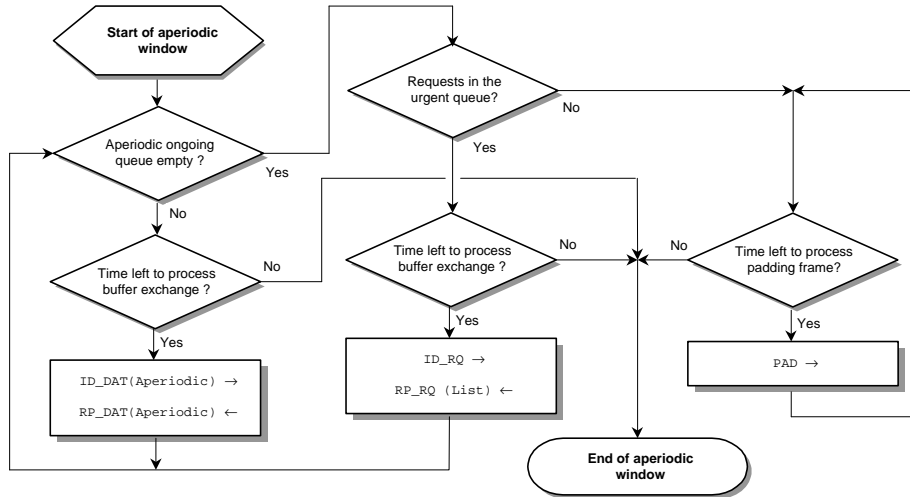 Start of aperiodic
window
Aperiodic ongoing
queue empty ?
Yes
No
Time left to process
buffer exchange ?
No
Yes
ID_DAT(Aperiodic) →
RP_DAT(Aperiodic) ←
Requests in the
urgent queue?
No
Yes
Time left to process
buffer exchange ?
No
Yes
ID_RQ →
RP_RQ (List) ←
No
Time left to process
padding frame?
Yes
PAD →
End of aperiodic
window